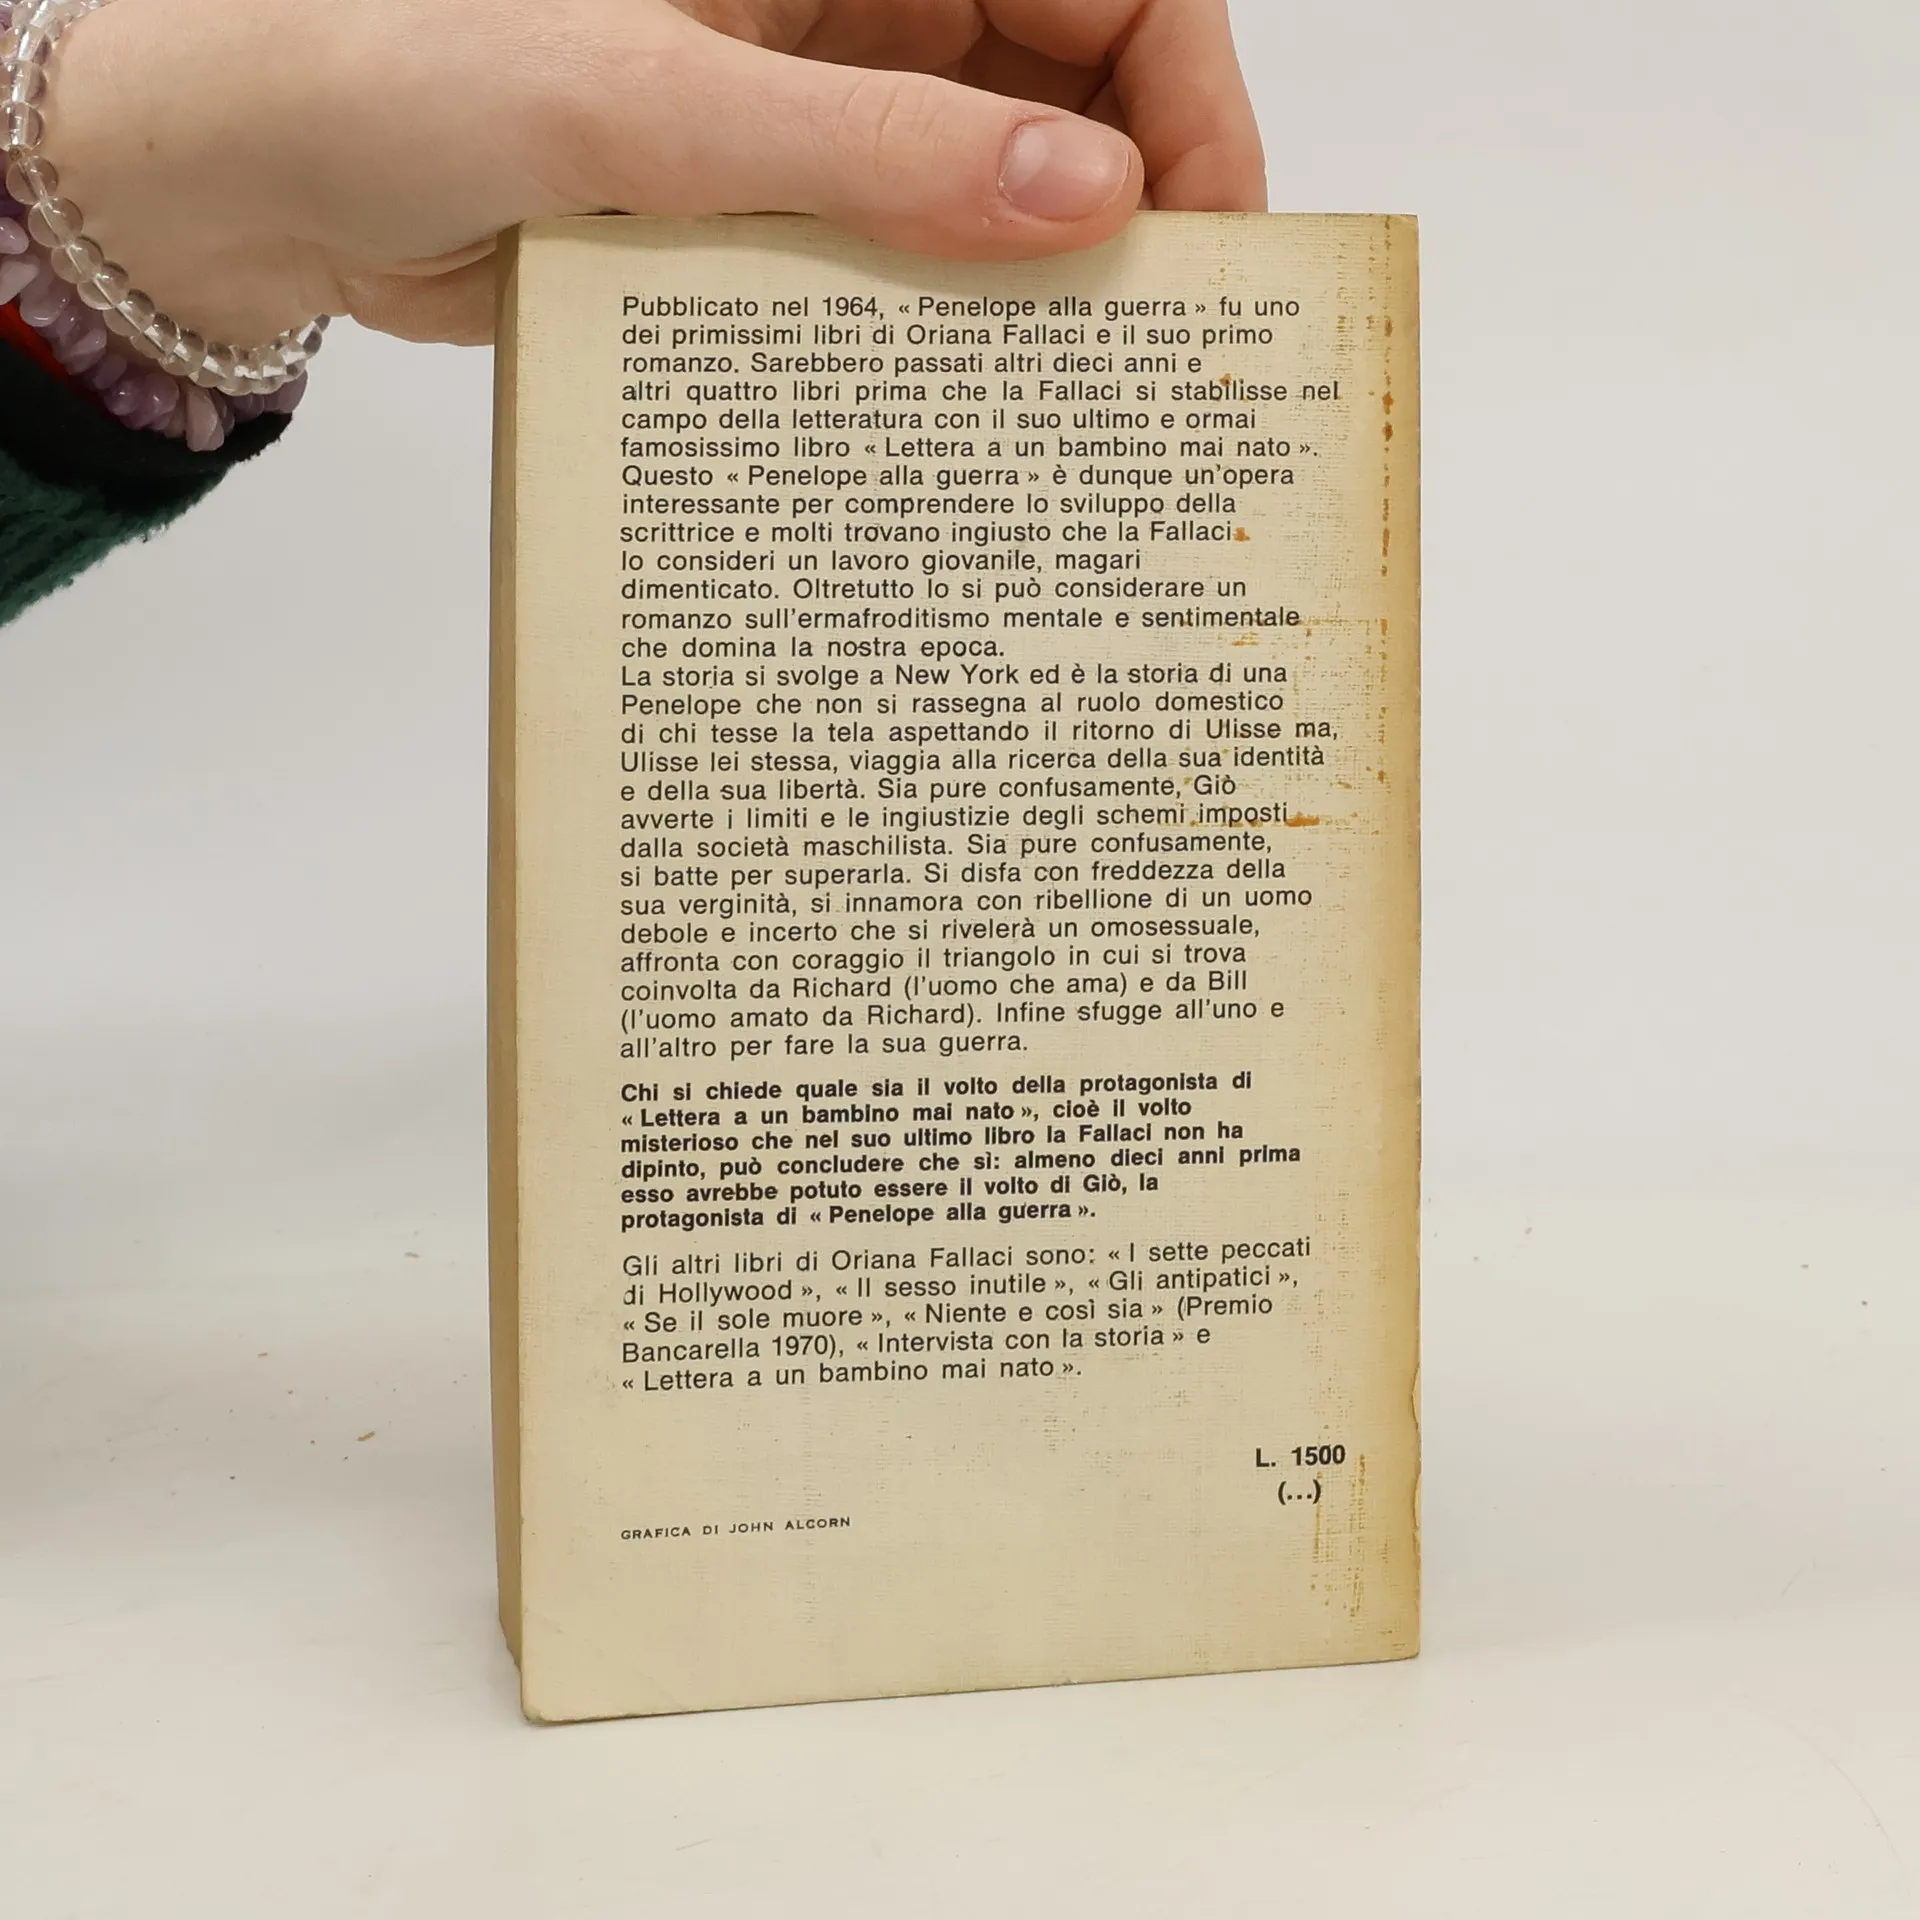 Pubblicato nel 1964, « Penelope alla guerra » fu uno
dei primissimi libri di Oriana Fallaci e il suo primo
romanzo. Sarebbero passati altri dieci anni e
altri quattro libri prima che la Fallaci si stabilisse nel
campo della letteratura con il suo ultimo e ormai
famosissimo libro « Lettera a un bambino mai nato ».
Questo « Penelope alla guerra » è dunque un'opera
interessante per comprendere lo sviluppo della
scrittrice e molti trovano ingiusto che la Fallaci
lo consideri un lavoro giovanile, magari
dimenticato. Oltretutto lo si può considerare un
romanzo sull'ermafroditismo mentale e sentimentale
che domina la nostra epoca.
La storia si svolge a New York ed è la storia di una
Penelope che non si rassegna al ruolo domestico
di chi tesse la tela aspettando il ritorno di Ulisse ma,
Ulisse lei stessa, viaggia alla ricerca della sua identità
e della sua libertà. Sia pure confusamente, Giò
avverte i limiti e le ingiustizie degli schemi imposti
dalla società maschilista. Sia pure confusamente,
si batte per superarla. Si disfa con freddezza della
sua verginità, si innamora con ribellione di un uomo
debole e incerto che si rivelerà un omosessuale,
affronta con coraggio il triangolo in cui si trova
coinvolta da Richard (l'uomo che ama) e da Bill
(l'uomo amato da Richard). Infine sfugge all'uno e
all'altro per fare la sua guerra.
Chi si chiede quale sia il volto della protagonista di
« Lettera a un bambino mai nato », cioè il volto
misterioso che nel suo ultimo libro la Fallaci non ha
dipinto, può concludere che sì: almeno dieci anni prima
esso avrebbe potuto essere il volto di Giò, la
protagonista di « Penelope alla guerra ».
Gli altri libri di Oriana Fallaci sono: « I sette peccati
di Hollywood », « Il sesso inutile », « Gli antipatici »,
« Se il sole muore », « Niente e così sia » (Premio
Bancarella 1970), « Intervista con la storia » e
« Lettera a un bambino mai nato ».
L. 1500
(...)
GRAFICA DI JOHN ALCORN